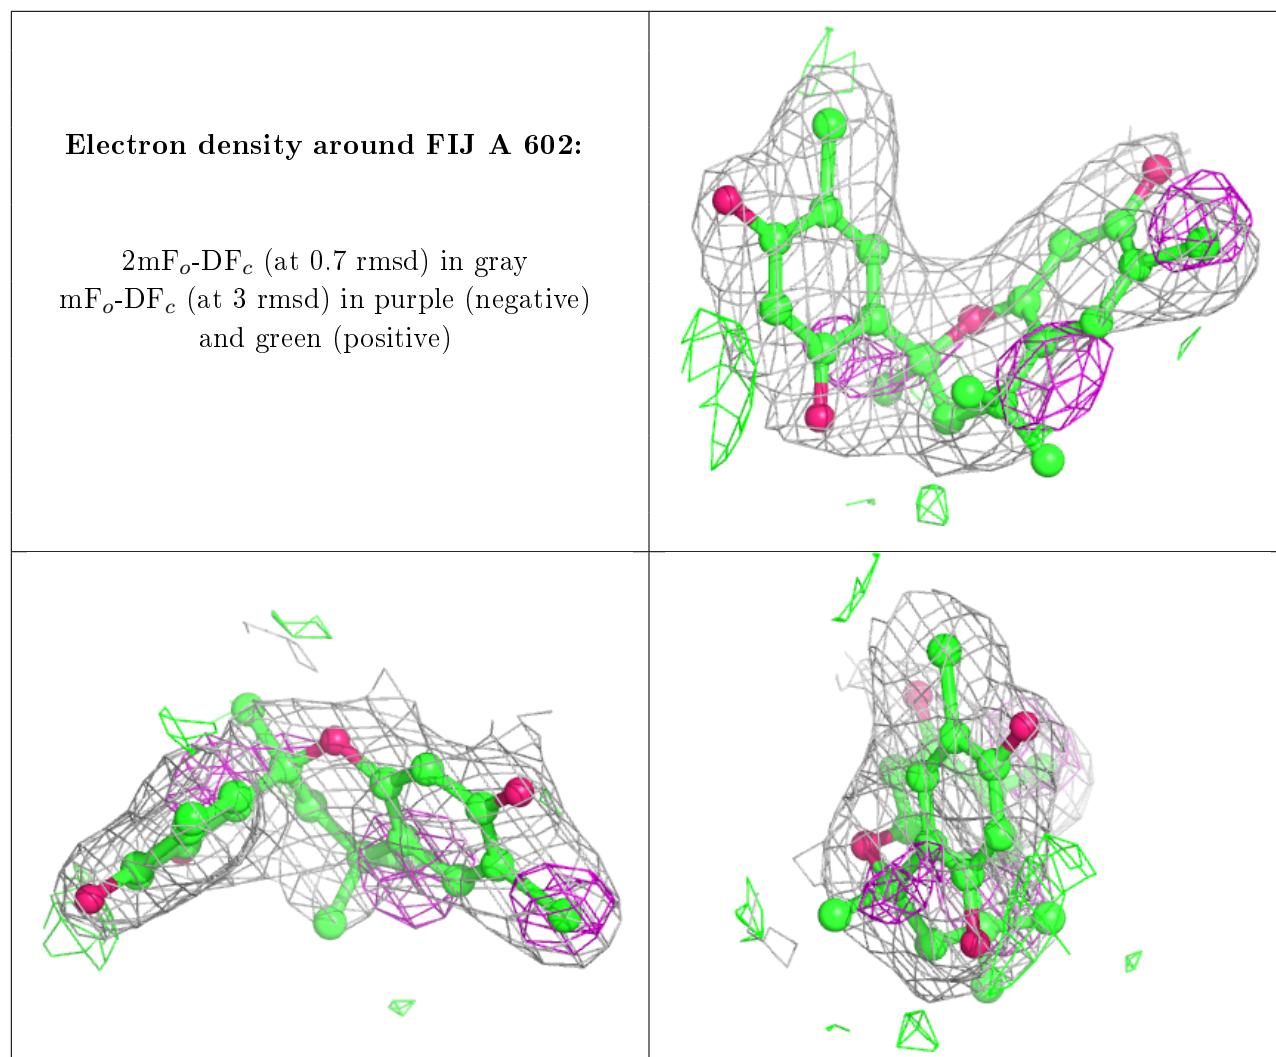 Electron density around FIJ A 602:
2mFₒ-DF𝒸 (at 0.7 rmsd) in gray
mFₒ-DF𝒸 (at 3 rmsd) in purple (negative)
and green (positive)